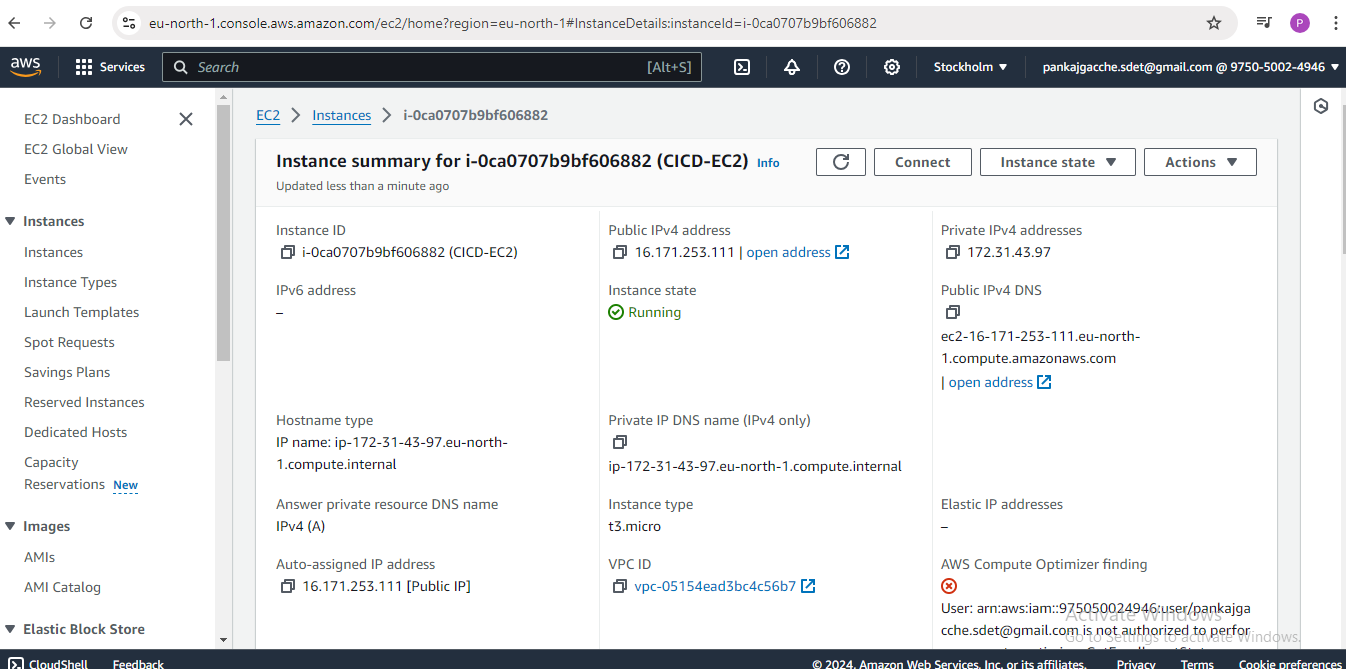 eu-north-1.console.aws.amazon.com/ec2/home?region=eu-north-1#InstanceDetails:instanceId=i-0ca0707b9bf606882
P
aws
Services
Search
[Alt+S]
Stockholm
pankajgacche.sdet@gmail.com @ 9750-5002-4946
EC2 Dashboard
EC2 Global View
Events
Instances
Instances
Instance Types
Launch Templates
Spot Requests
Savings Plans
Reserved Instances
Dedicated Hosts
Capacity
Reservations New
Images
AMIs
AMI Catalog
Elastic Block Store
EC2
Instances
i-0ca0707b9bf606882
Instance summary for i-0ca0707b9bf606882 (CICD-EC2) Info
Updated less than a minute ago
Connect
Instance state
Actions
Instance ID
i-0ca0707b9bf606882 (CICD-EC2)
Public IPv4 address
16.171.253.111 | open address
Private IPv4 addresses
172.31.43.97
IPv6 address
–
Instance state
Running
Public IPv4 DNS
ec2-16-171-253-111.eu-north-
1.compute.amazonaws.com
| open address
Hostname type
IP name: ip-172-31-43-97.eu-north-
1.compute.internal
Private IP DNS name (IPv4 only)
ip-172-31-43-97.eu-north-1.compute.internal
Answer private resource DNS name
IPv4 (A)
Instance type
t3.micro
Elastic IP addresses
–
Auto-assigned IP address
16.171.253.111 [Public IP]
VPC ID
vpc-05154ead3bc4c56b7
AWS Compute Optimizer finding
User: arn:aws:iam::975050024946:user/pankajga
cche.sdet@gmail.com is not authorized to perfor
Activate Windows
Go to Settings to activate Windows.
CloudShell
Feedback
© 2024, Amazon Web Services, Inc. or its affiliates.
Privacy
Terms
Cookie preferences